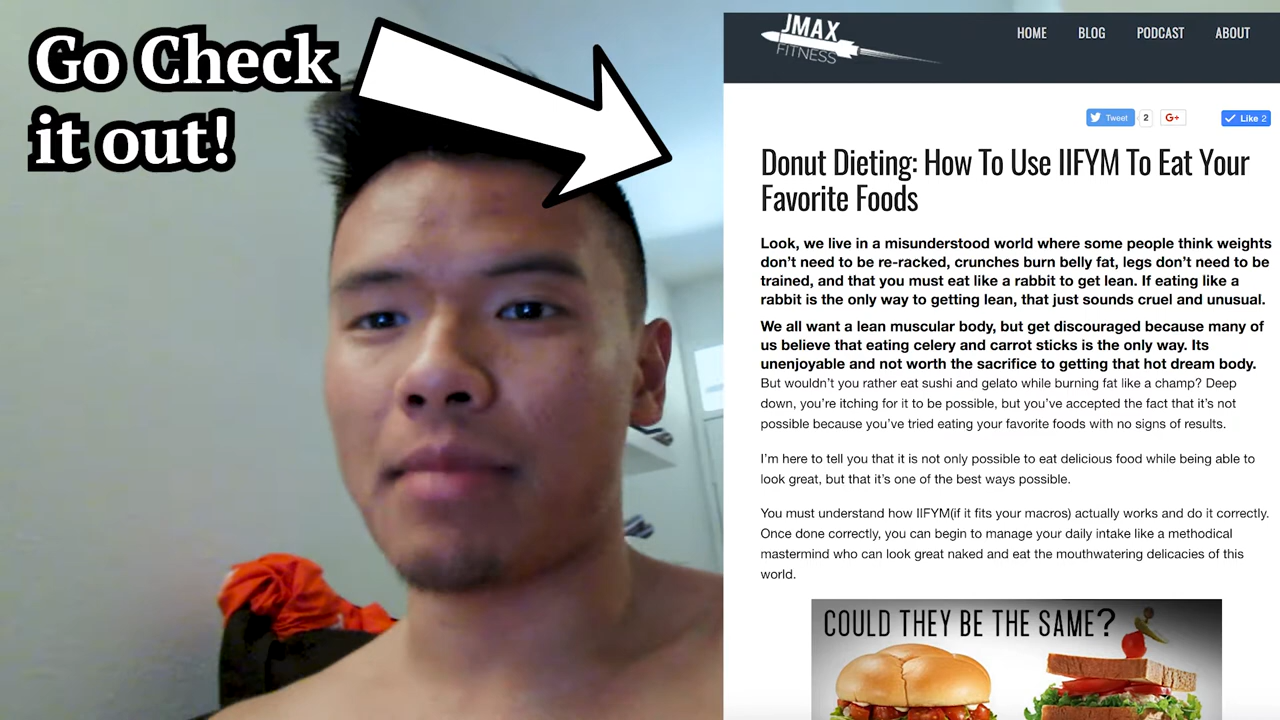 Go Check
it out!
JMAX
FITNESS
HOME BLOG PODCAST ABOUT
Tweet 2 G+ Like 2
Donut Dieting: How To Use IIFYM To Eat Your
Favorite Foods
Look, we live in a misunderstood world where some people think weights
don’t need to be re-racked, crunches burn belly fat, legs don’t need to be
trained, and that you must eat like a rabbit to get lean. If eating like a
rabbit is the only way to getting lean, that just sounds cruel and unusual.
We all want a lean muscular body, but get discouraged because many of
us believe that eating celery and carrot sticks is the only way. Its
unenjoyable and not worth the sacrifice to getting that hot dream body.
But wouldn’t you rather eat sushi and gelato while burning fat like a champ? Deep
down, you’re itching for it to be possible, but you’ve accepted the fact that it’s not
possible because you’ve tried eating your favorite foods with no signs of results.
I’m here to tell you that it is not only possible to eat delicious food while being able to
look great, but that it’s one of the best ways possible.
You must understand how IIFYM(if it fits your macros) actually works and do it correctly.
Once done correctly, you can begin to manage your daily intake like a methodical
mastermind who can look great naked and eat the mouthwatering delicacies of this
world.
COULD THEY BE THE SAME?